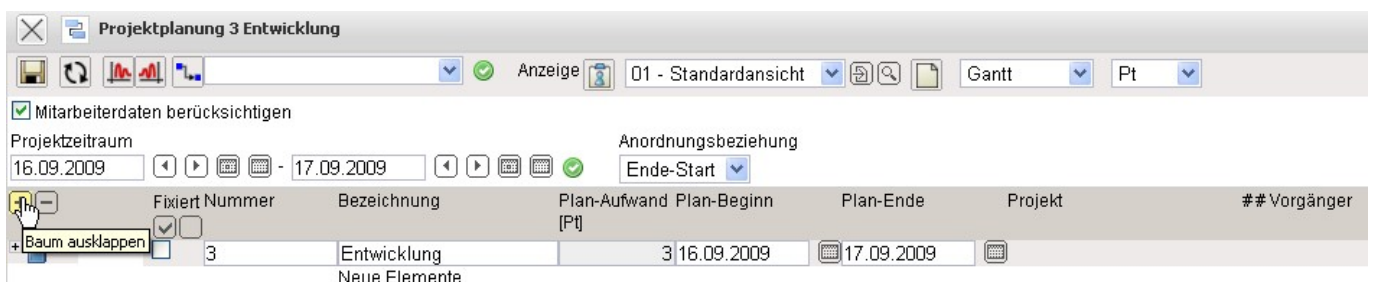 Projektplanung 3 Entwicklung
Anzeige 01 - Standardansicht Gantt Pt
Mitarbeiterdaten berücksichtigen
Projektzeitraum Anordnungsbeziehung
16.09.2009 - 17.09.2009 Ende-Start
Fixiert Nummer Bezeichnung Plan-Aufwand Plan-Beginn Plan-Ende Projekt ## Vorgänger
[Pt]
Baum ausklappen
+ 3 Entwicklung 3 16.09.2009 17.09.2009
Neue Elemente